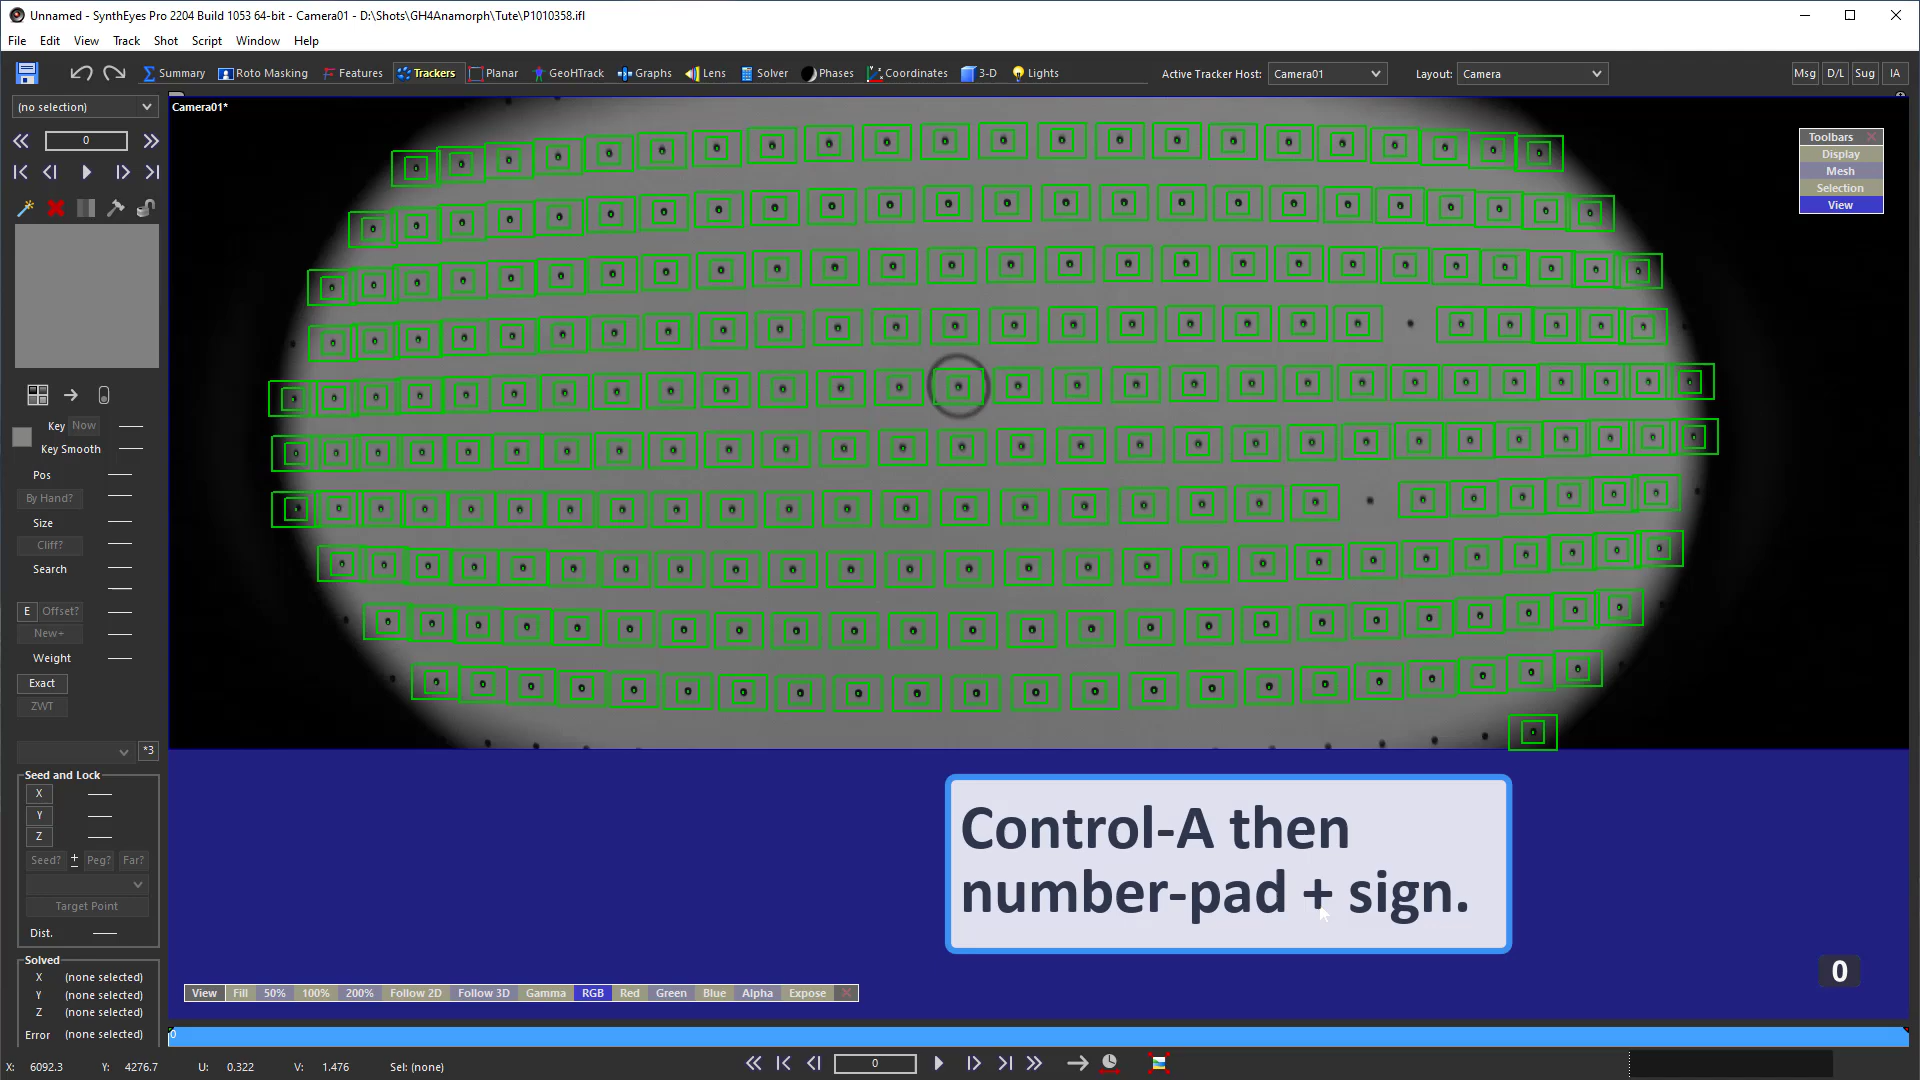 Unnamed - SynthEyes Pro 2204 Build 1053 64-bit - Camera01 - D:\Shots\GH4Anamorph\Tute\P1010358.ifl
File Edit View Track Shot Script Window Help
Summary Roto Masking Features Trackers Planar GeoHTrack Graphs Lens Solver Phases Coordinates 3-D Lights Active Tracker Host: Camera01 Layout: Camera Msg D/L Sug IA
(no selection)
Camera01*
0
Toolbars
Display
Mesh
Selection
View
Key Now
Key Smooth
Pos
By Hand?
Size
Cliff?
Search
E Offset?
New+
Weight
Exact
ZWT
*3
Seed and Lock
X
Y
Z
Seed? + Peg? Far?
Target Point
Dist.
Solved
X (none selected)
Y (none selected)
Z (none selected)
Error (none selected)
Control-A then
number-pad + sign.
0
View Fill 50% 100% 200% Follow 2D Follow 3D Gamma RGB Red Green Blue Alpha Expose
0
0
X: 6092.3 Y: 4276.7 U: 0.322 V: 1.476 Sel: (none)